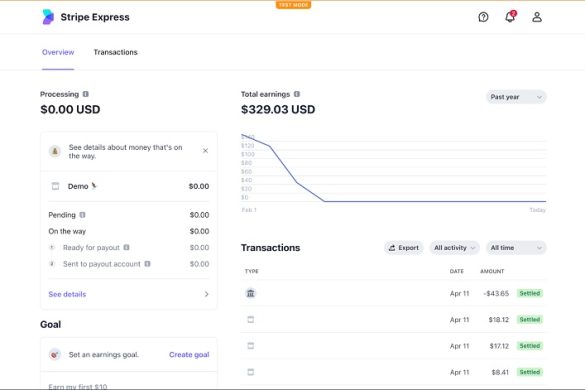 TEST MODE
Stripe Express
2
Overview
Transactions
Processing
$0.00 USD
See details about money that's on
the way.
Demo
$0.00
Pending
$0.00
On the way
$0.00
Ready for payout
$0.00
Sent to payout account
$0.00
See details
Goal
Set an earnings goal.
Create goal
Earn my first $10
Total earnings
$329.03 USD
Past year
$140
$120
$100
$80
$60
$40
$20
$0
Feb 1
Today
Transactions
Export
All activity
All time
TYPE
DATE
AMOUNT
Apr 11
-$43.65
Settled
Apr 11
$18.12
Settled
Apr 11
$17.12
Settled
Apr 11
$8.41
Settled